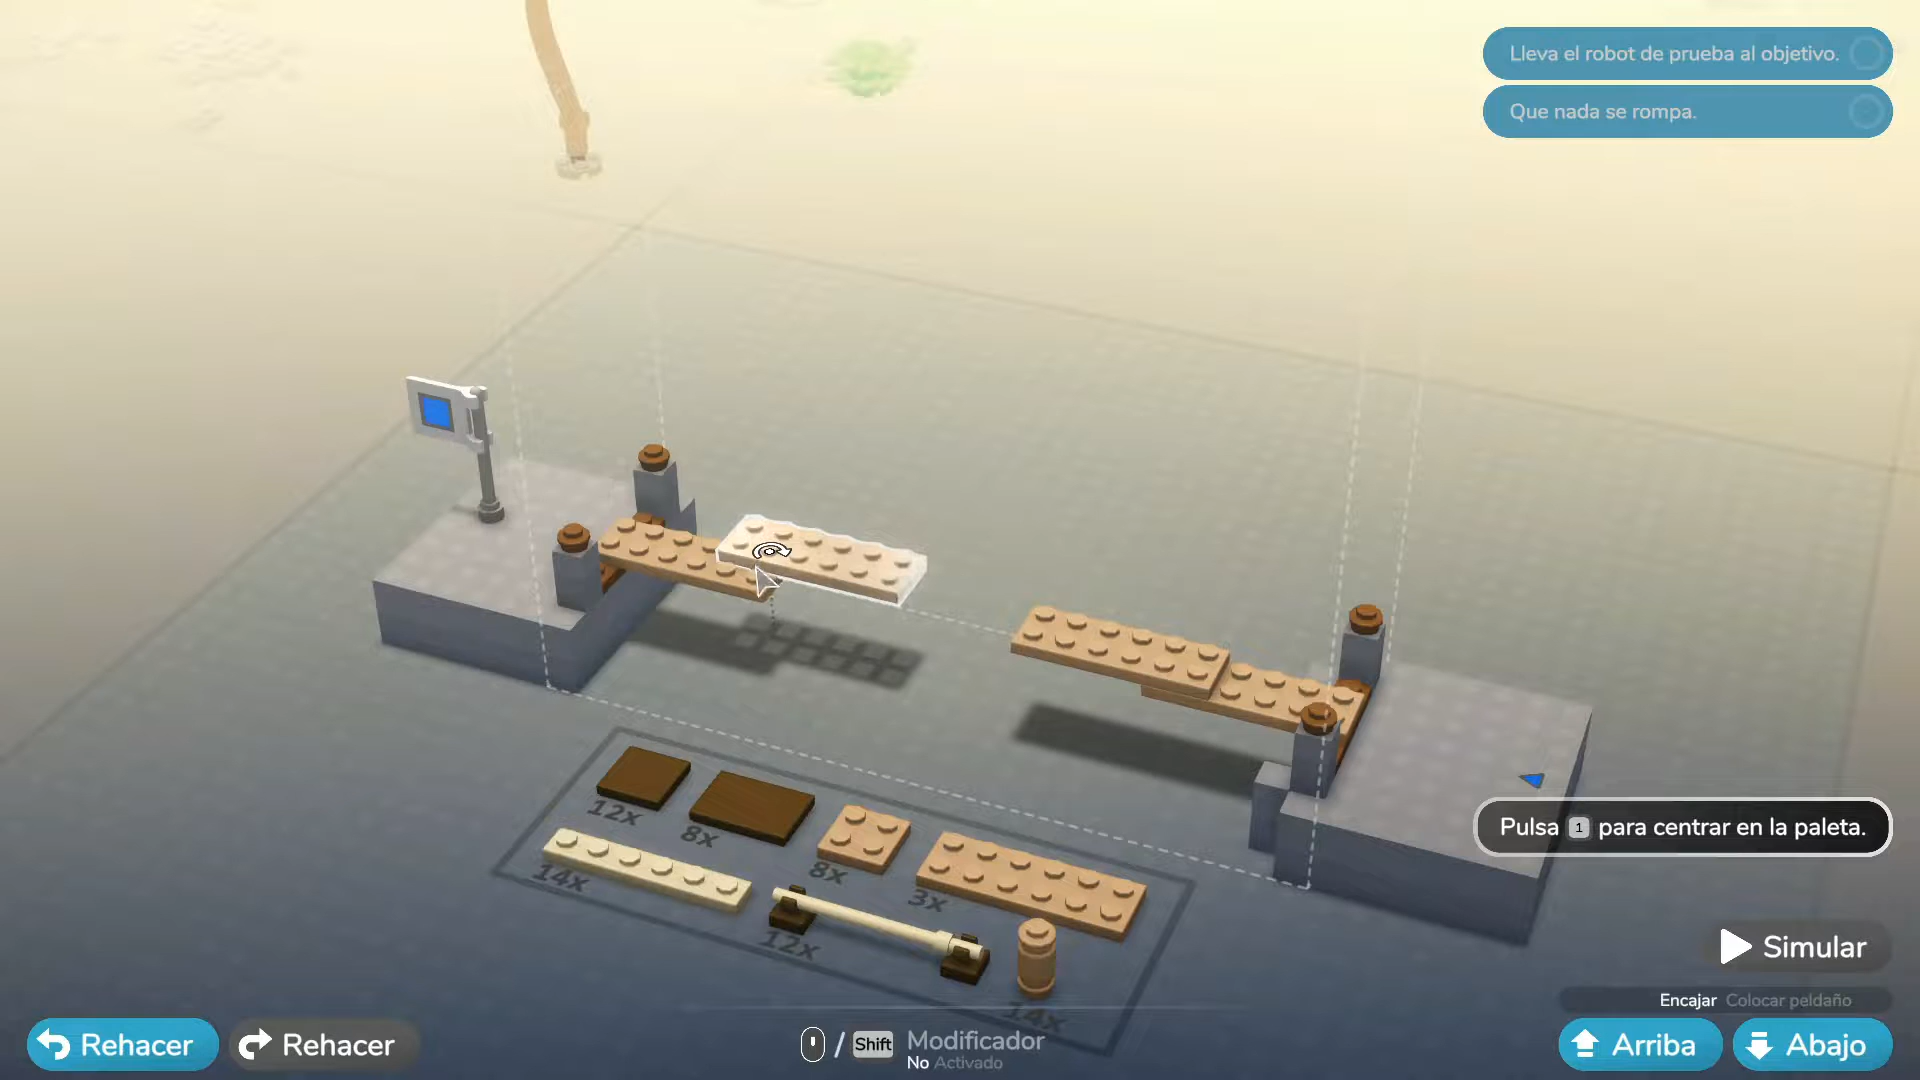 Lleva el robot de prueba al objetivo.
Que nada se rompa.
12x
8x
8x
3x
14x
12x
14x
Pulsa 1 para centrar en la paleta.
Simular
Encajar Colocar peldaño
Rehacer
Rehacer
/ Shift Modificador
No Activado
Arriba
Abajo